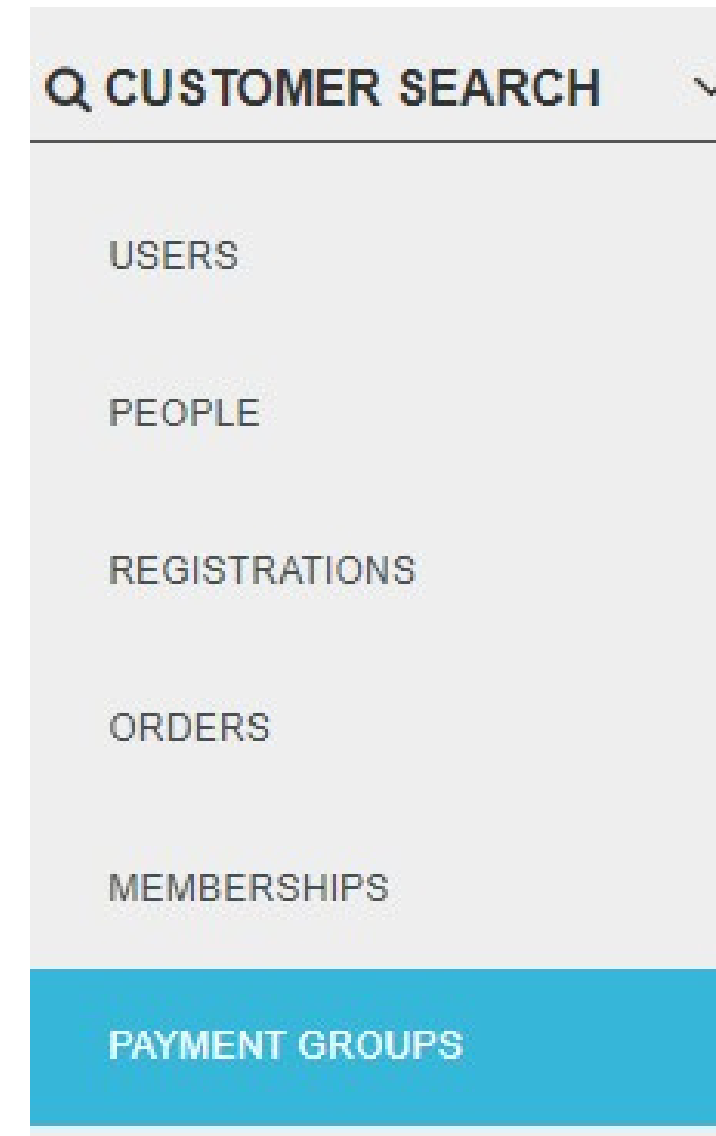 CUSTOMER SEARCH
USERS
PEOPLE
REGISTRATIONS
ORDERS
MEMBERSHIPS
PAYMENT GROUPS